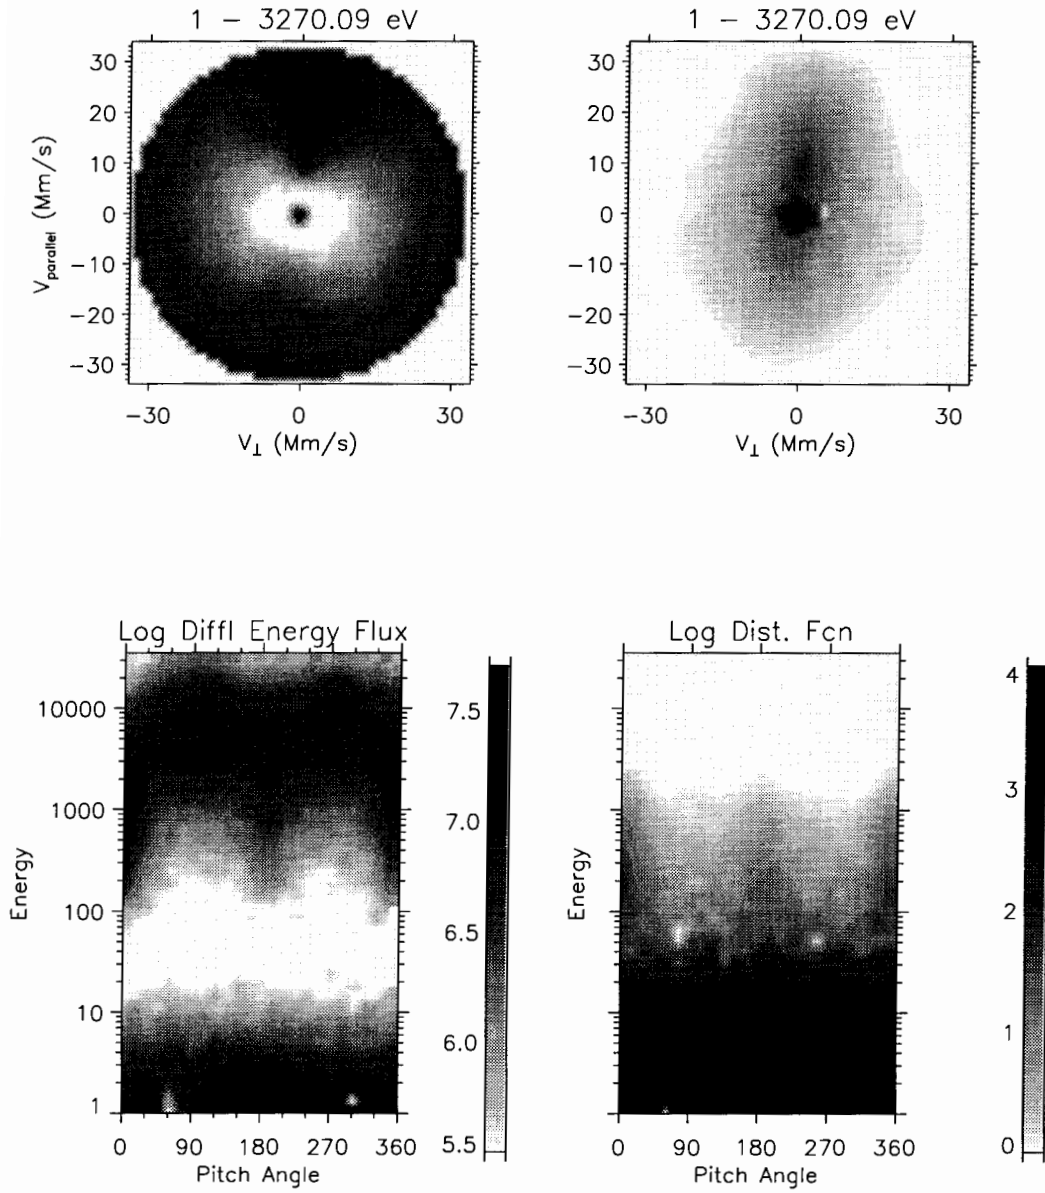 1 – 3270.09 eV
1 – 3270.09 eV
30
20
10
0
−10
−20
−30
V_parallel (Mm/s)
−30 0 30
V⊥ (Mm/s)
30
20
10
0
−10
−20
−30
−30 0 30
V⊥ (Mm/s)
Log Diffl Energy Flux
Log Dist. Fcn
10000
1000
100
10
1
Energy
0 90 180 270 360
Pitch Angle
7.5
7.0
6.5
6.0
5.5
Energy
0 90 180 270 360
Pitch Angle
4
3
2
1
0